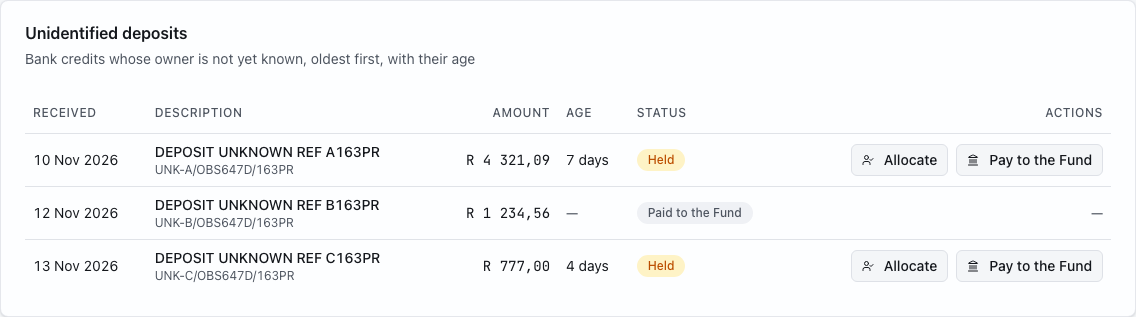 Unidentified deposits
Bank credits whose owner is not yet known, oldest first, with their age
RECEIVED DESCRIPTION AMOUNT AGE STATUS ACTIONS
10 Nov 2026 DEPOSIT UNKNOWN REF A163PR R 4 321,09 7 days Held Allocate Pay to the Fund
UNK-A/OBS647D/163PR
12 Nov 2026 DEPOSIT UNKNOWN REF B163PR R 1 234,56 — Paid to the Fund —
UNK-B/OBS647D/163PR
13 Nov 2026 DEPOSIT UNKNOWN REF C163PR R 777,00 4 days Held Allocate Pay to the Fund
UNK-C/OBS647D/163PR